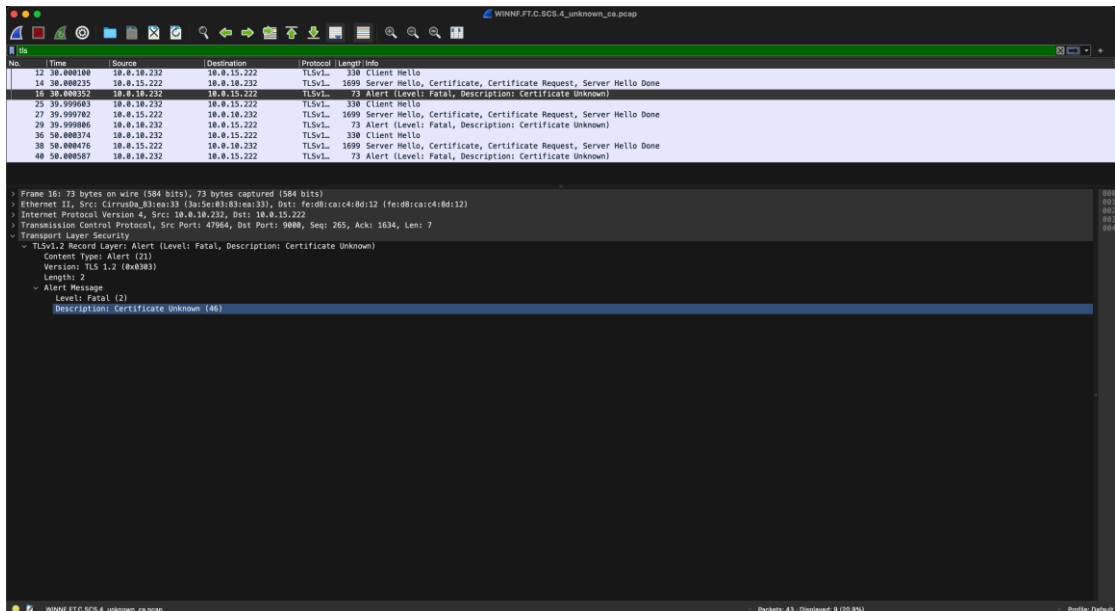 WINNF.FT.C.SCS.4_unknown_ca.pcap
tls
No. Time Source Destination Protocol Length Info
12 30.000100 10.0.10.232 10.0.15.222 TLSv1… 330 Client Hello
14 30.000235 10.0.15.222 10.0.10.232 TLSv1… 1699 Server Hello, Certificate, Certificate Request, Server Hello Done
16 30.000352 10.0.10.232 10.0.15.222 TLSv1… 73 Alert (Level: Fatal, Description: Certificate Unknown)
25 39.999603 10.0.10.232 10.0.15.222 TLSv1… 330 Client Hello
27 39.999702 10.0.15.222 10.0.10.232 TLSv1… 1699 Server Hello, Certificate, Certificate Request, Server Hello Done
29 39.999806 10.0.10.232 10.0.15.222 TLSv1… 73 Alert (Level: Fatal, Description: Certificate Unknown)
36 50.000374 10.0.10.232 10.0.15.222 TLSv1… 330 Client Hello
38 50.000476 10.0.15.222 10.0.10.232 TLSv1… 1699 Server Hello, Certificate, Certificate Request, Server Hello Done
40 50.000587 10.0.10.232 10.0.15.222 TLSv1… 73 Alert (Level: Fatal, Description: Certificate Unknown)
Frame 16: 73 bytes on wire (584 bits), 73 bytes captured (584 bits)
Ethernet II, Src: CirrusDa_83:ea:33 (3a:5e:03:83:ea:33), Dst: fe:d8:ca:c4:8d:12 (fe:d8:ca:c4:8d:12)
Internet Protocol Version 4, Src: 10.0.10.232, Dst: 10.0.15.222
Transmission Control Protocol, Src Port: 47964, Dst Port: 9000, Seq: 265, Ack: 1634, Len: 7
Transport Layer Security
TLSv1.2 Record Layer: Alert (Level: Fatal, Description: Certificate Unknown)
Content Type: Alert (21)
Version: TLS 1.2 (0x0303)
Length: 2
Alert Message
Level: Fatal (2)
Description: Certificate Unknown (46)
WINNF.FT.C.SCS.4_unknown_ca.pcap
Packets: 43 · Displayed: 9 (20.9%)
Profile: Default